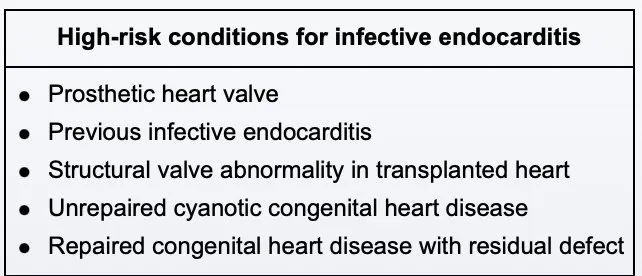 High-risk conditions for infective endocarditis
● Prosthetic heart valve
● Previous infective endocarditis
● Structural valve abnormality in transplanted heart
● Unrepaired cyanotic congenital heart disease
● Repaired congenital heart disease with residual defect